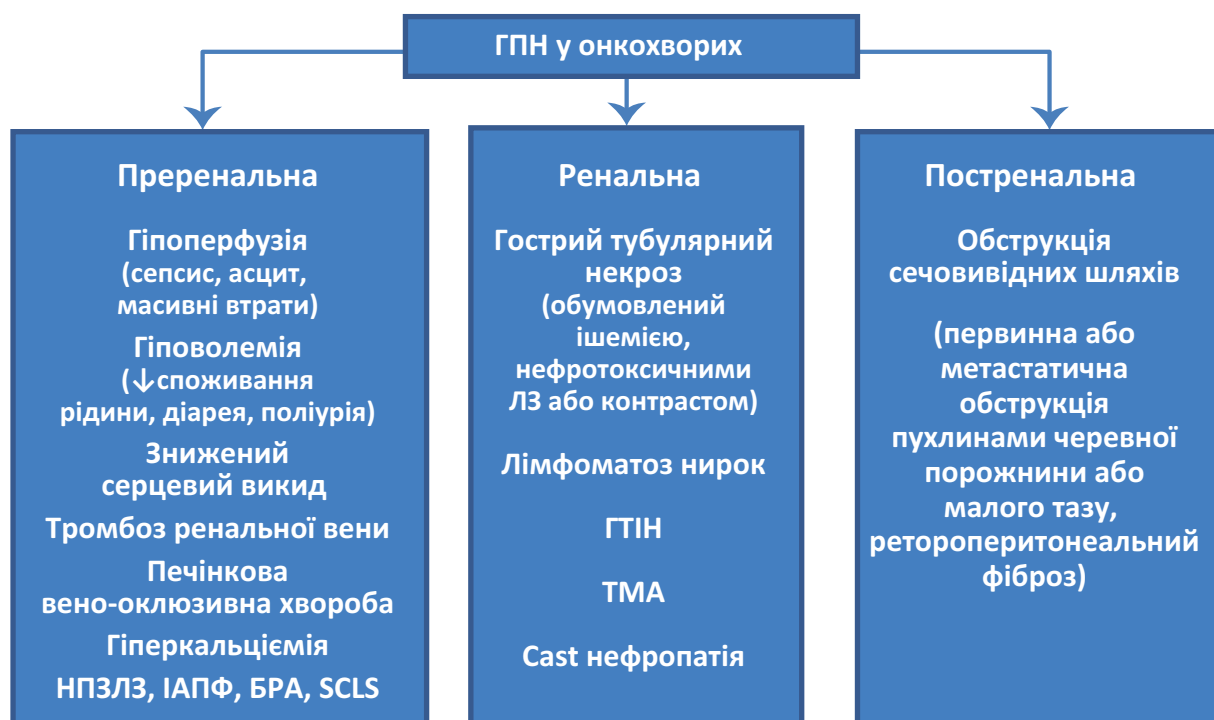 ГПН у онкохворих
Преренальна
Гіпоперфузія
(сепсис, асцит,
масивні втрати)
Гіповолемія
(↓споживання
рідини, діарея, поліурія)
Знижений
серцевий викид
Тромбоз ренальної вени
Печінкова
вено-оклюзивна хвороба
Гіперкальціємія
НПЗЛЗ, ІАПФ, БРА, SCLS
Ренальна
Гострий тубулярний
некроз
(обумовлений
ішемією,
нефротоксичними
ЛЗ або контрастом)
Лімфоматоз нирок
ГТІН
ТМА
Cast нефропатія
Постренальна
Обструкція
сечовивідних шляхів
(первинна або
метастатична
обструкція
пухлинами черевної
порожнини або
малого тазу,
ретороперитонеальний
фіброз)